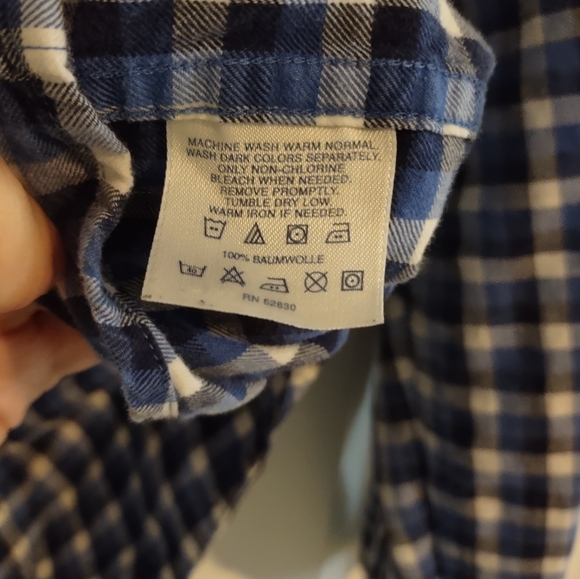 MACHINE WASH WARM NORMAL.
WASH DARK COLORS SEPARATELY.
ONLY NON-CHLORINE
BLEACH WHEN NEEDED.
REMOVE PROMPTLY.
TUMBLE DRY LOW.
WARM IRON IF NEEDED.
100% BAUMWOLLE
40
RN 62830